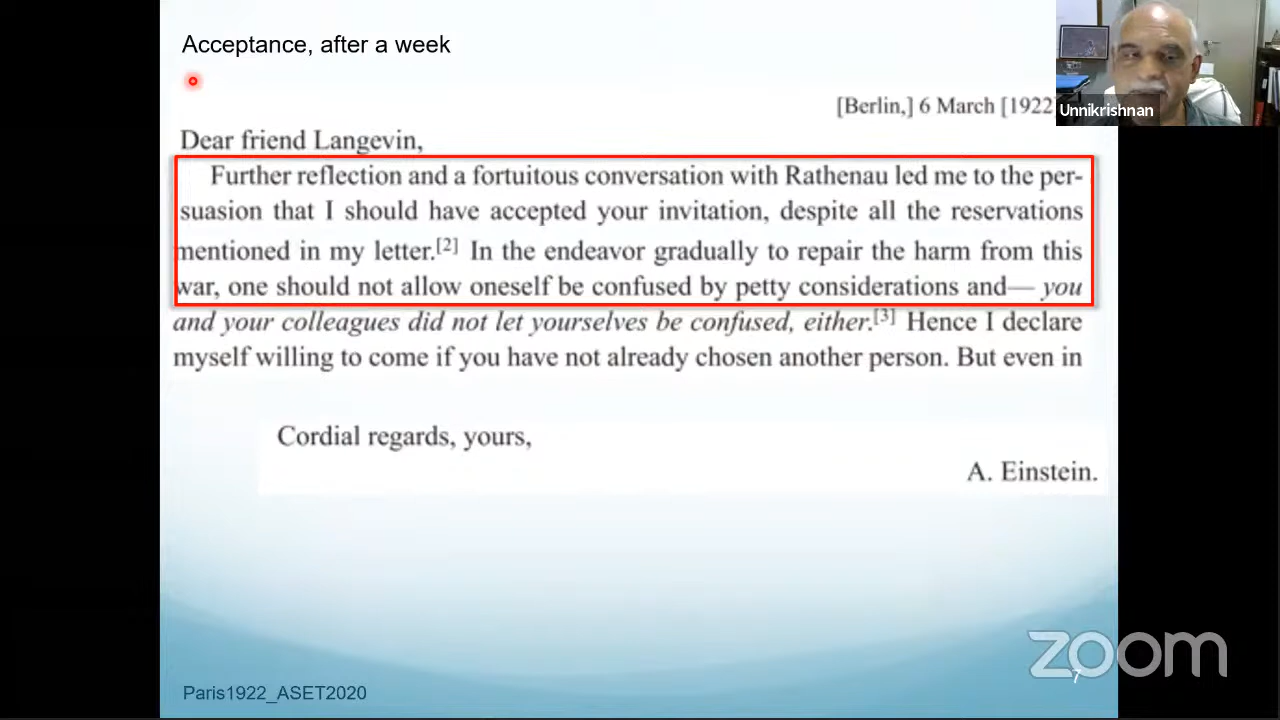 Acceptance, after a week
Unnikrishnan
[Berlin,] 6 March [1922
Dear friend Langevin,
Further reflection and a fortuitous conversation with Rathenau led me to the per-
suasion that I should have accepted your invitation, despite all the reservations
mentioned in my letter.[2] In the endeavor gradually to repair the harm from this
war, one should not allow oneself be confused by petty considerations and— you
and your colleagues did not let yourselves be confused, either.[3] Hence I declare
myself willing to come if you have not already chosen another person. But even in
Cordial regards, yours,
A. Einstein.
zoom
7
Paris1922_ASET2020